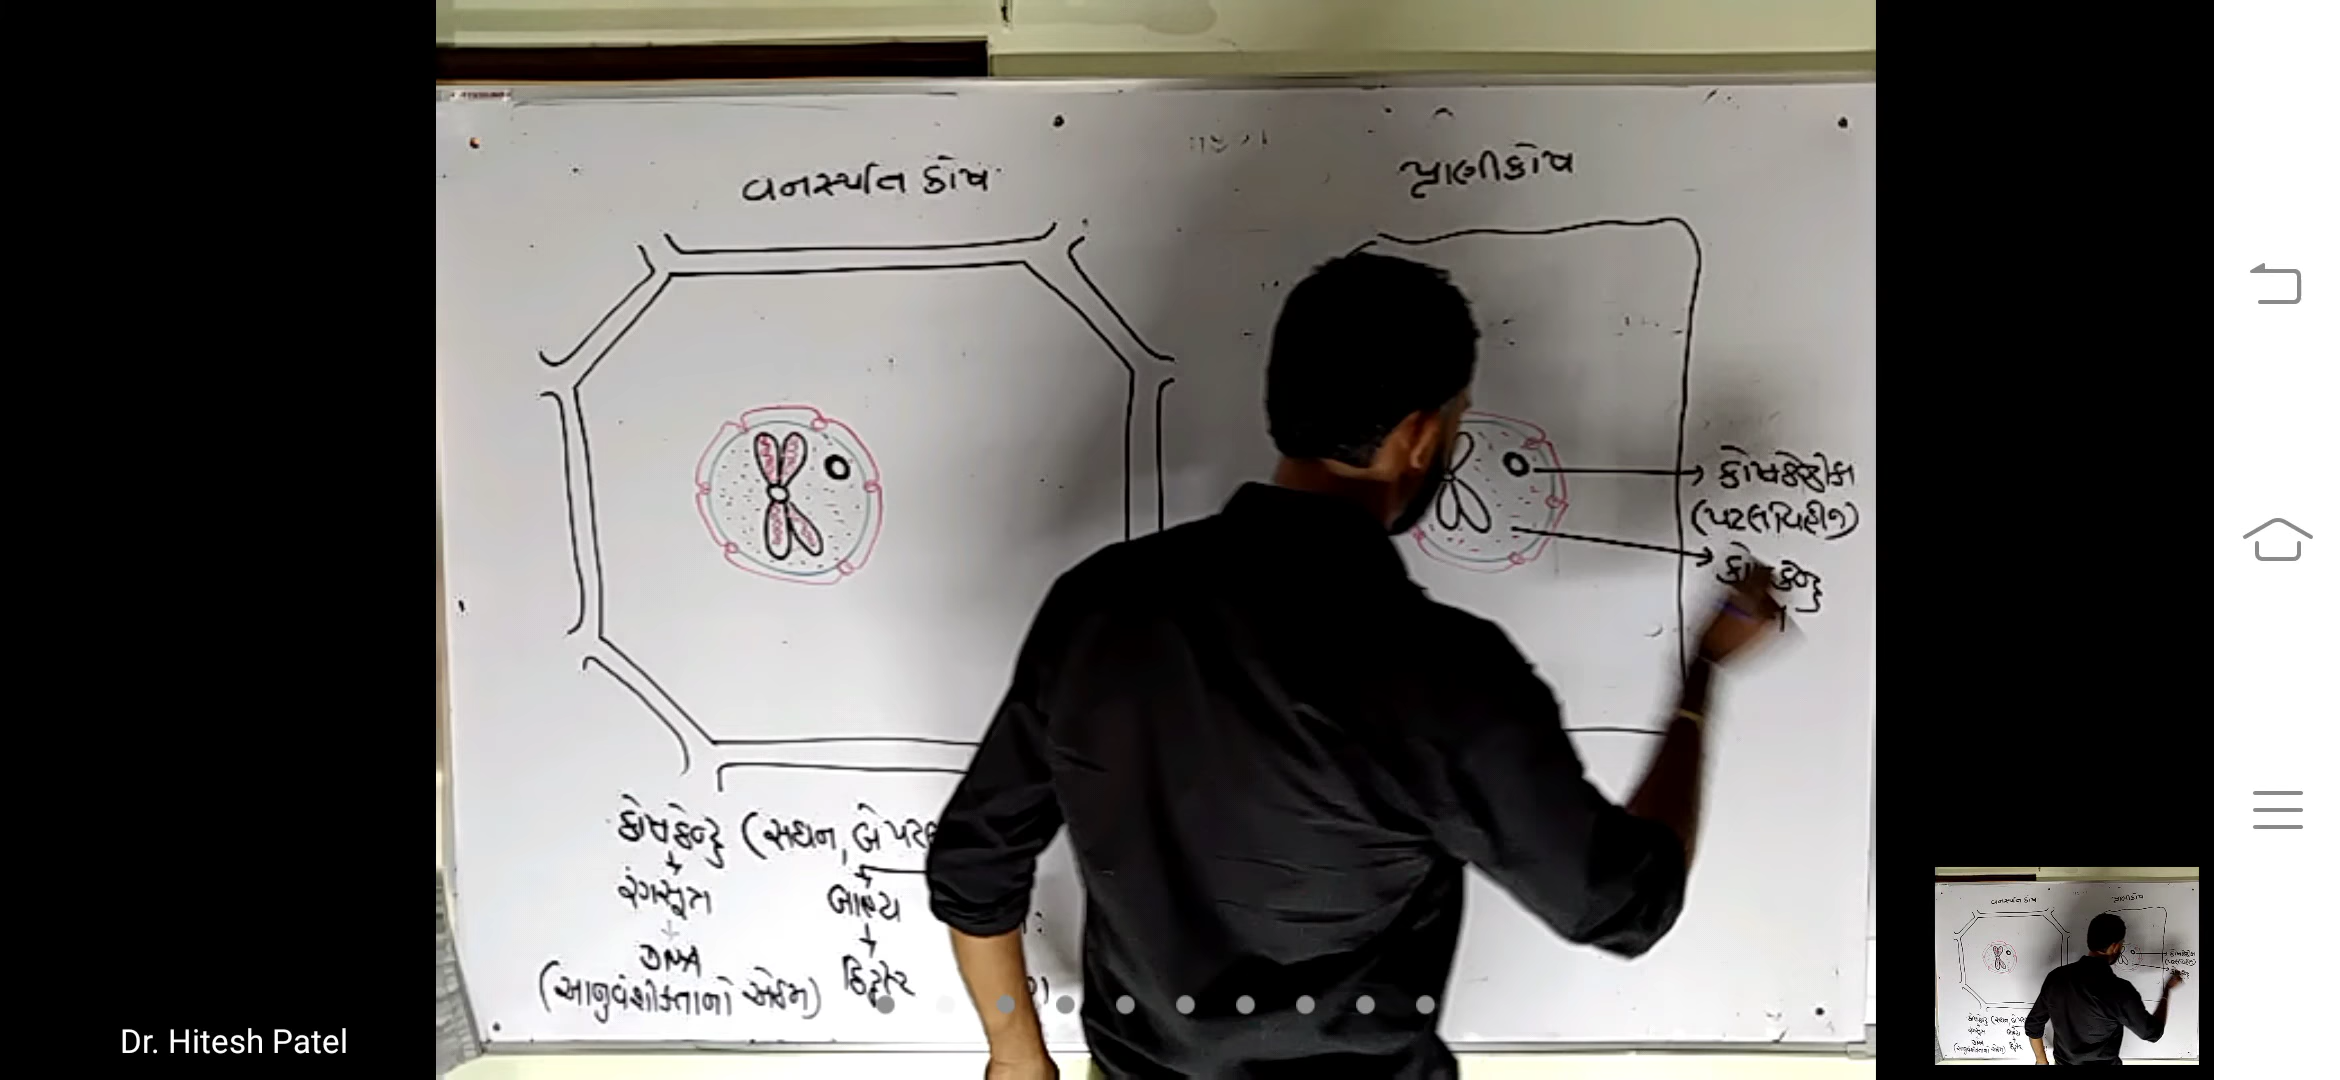 વનસ્પતિ કોષ
પ્રાણીકોષ
કોષકેન્દ્રીકા
(પટલવિહીન)
કોષકેન્દ્ર
કોષકેન્દ્ર (સઘન, બે પટલ
રંગસૂત્ર
બાહ્ય
DNA
(આનુવંશીકતાનો એકમ)
છિદ્રાળુ
Dr. Hitesh Patel